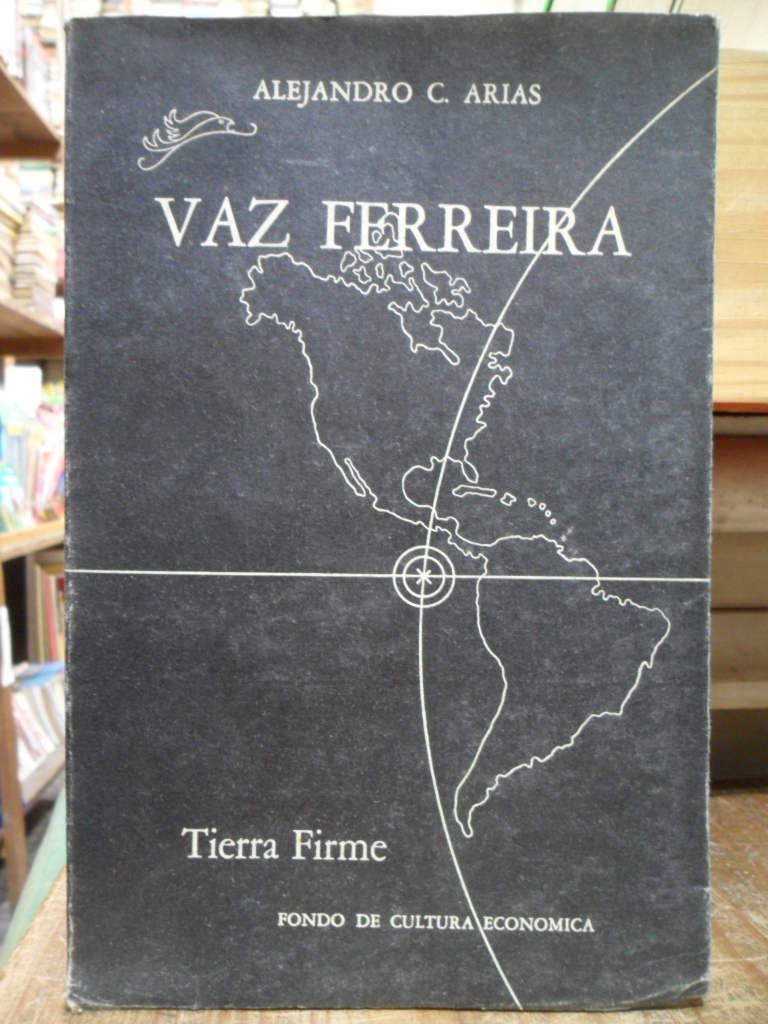 ALEJANDRO C. ARIAS
VAZ FERREIRA
Tierra Firme
FONDO DE CULTURA ECONOMICA